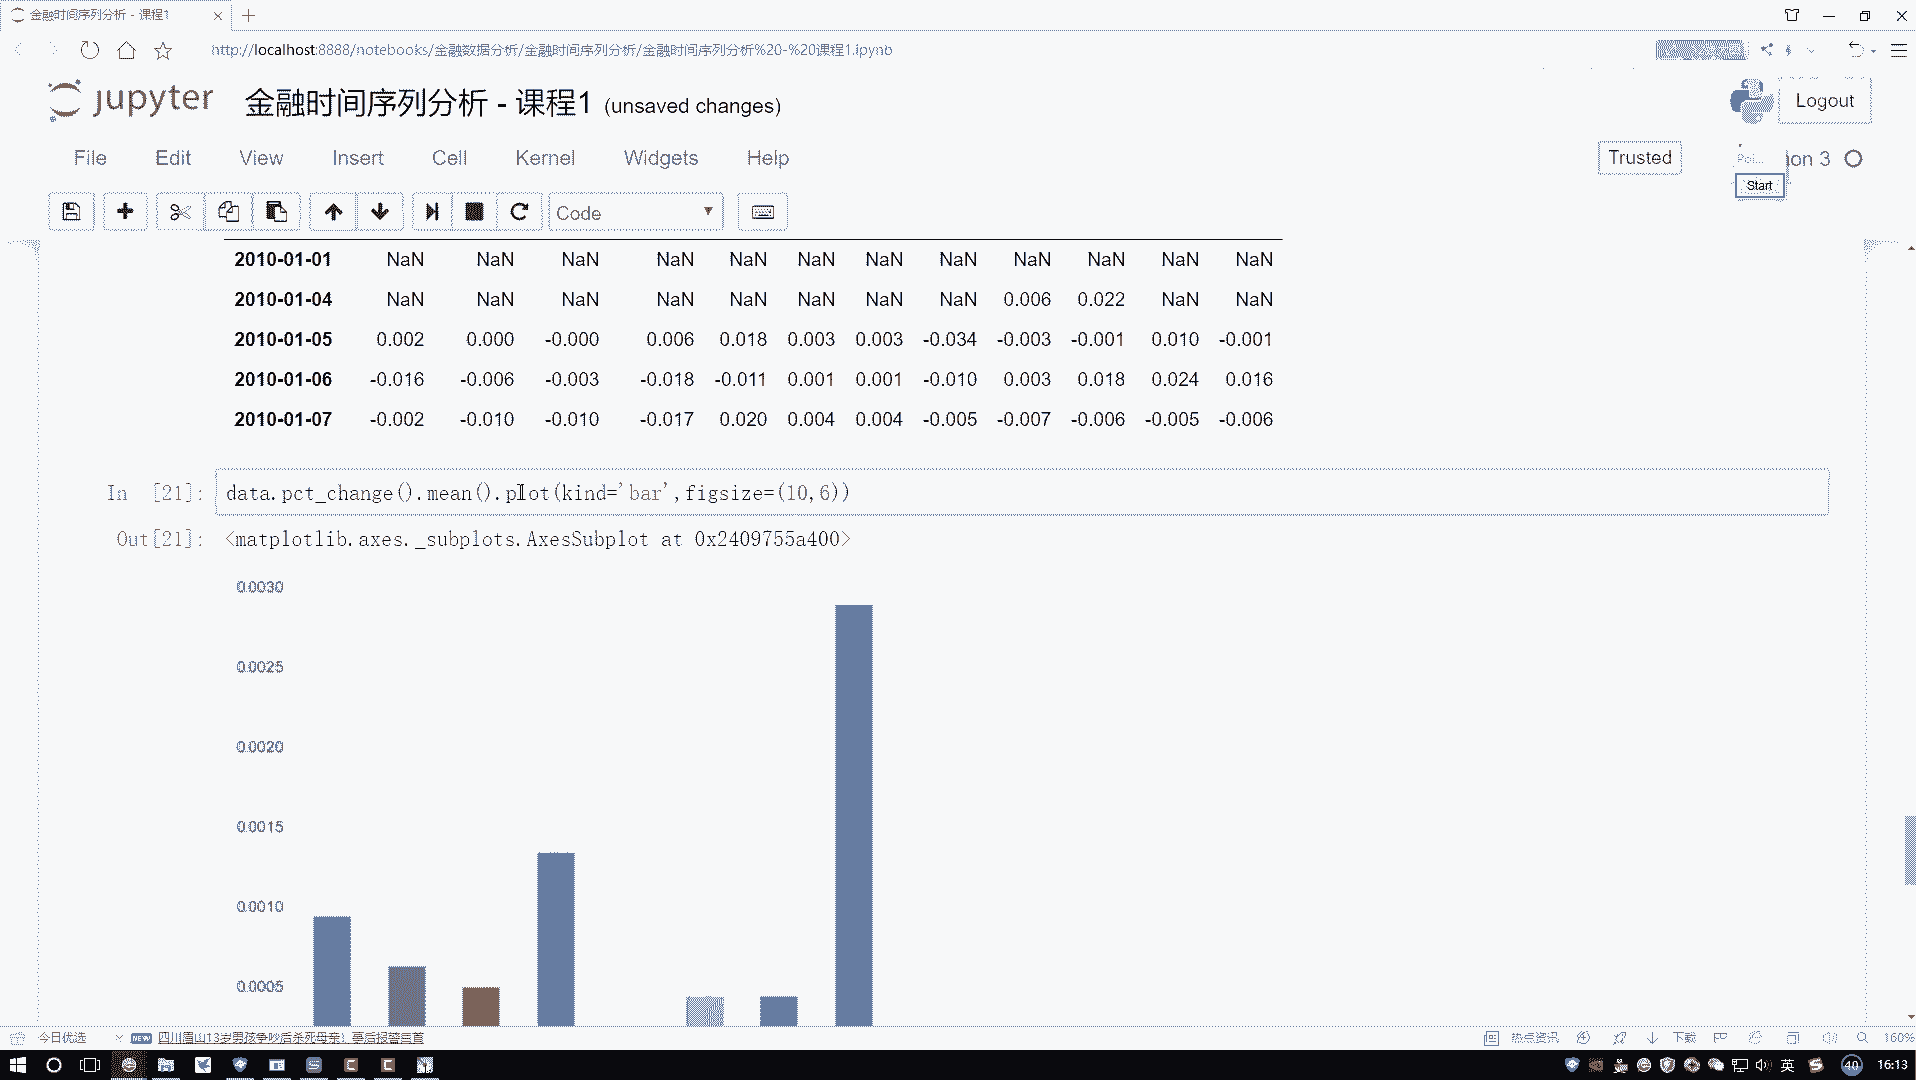 金融时间序列分析 - 课程1
http://localhost:8888/notebooks/金融数据分析/金融时间序列分析/金融时间序列分析%20-%20课程1.ipynb
jupyter 金融时间序列分析 - 课程1 (unsaved changes)
Logout
File Edit View Insert Cell Kernel Widgets Help
Trusted
Poi... on 3
Start
Code
2010-01-01 NaN NaN NaN NaN NaN NaN NaN NaN NaN NaN NaN NaN
2010-01-04 NaN NaN NaN NaN NaN NaN NaN NaN 0.006 0.022 NaN NaN
2010-01-05 0.002 0.000 -0.000 0.006 0.018 0.003 0.003 -0.034 -0.003 -0.001 0.010 -0.001
2010-01-06 -0.016 -0.006 -0.003 -0.018 -0.011 0.001 0.001 -0.010 0.003 0.018 0.024 0.016
2010-01-07 -0.002 -0.010 -0.010 -0.017 0.020 0.004 0.004 -0.005 -0.007 -0.006 -0.005 -0.006
In [21]: data.pct_change().mean().plot(kind='bar',figsize=(10,6))
Out[21]: <matplotlib.axes._subplots.AxesSubplot at 0x2409755a400>
0.0030
0.0025
0.0020
0.0015
0.0010
0.0005
今日优选 NEW 四川眉山13岁男孩争吵后杀死母亲！事后报警自首
热点资讯 下载 160%
英 40 16:13